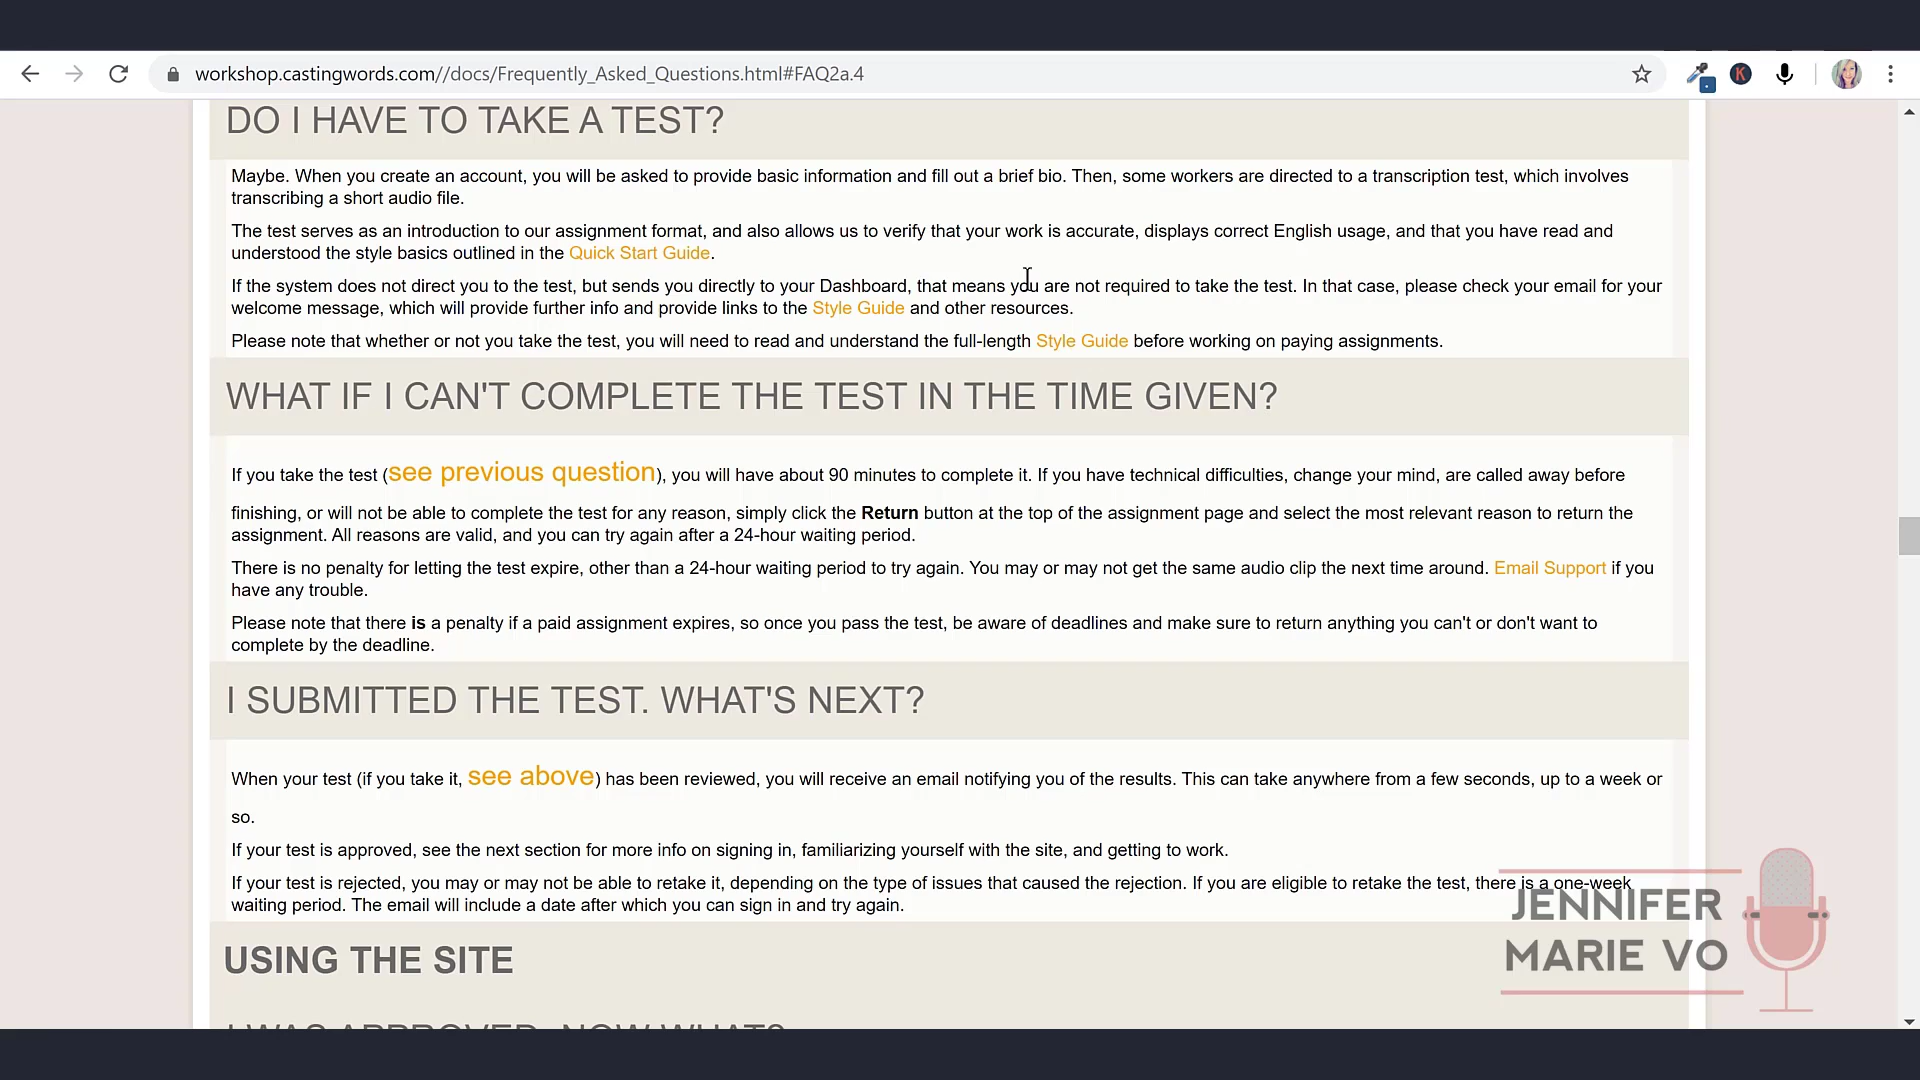 workshop.castingwords.com//docs/Frequently_Asked_Questions.html#FAQ2a.4
K
DO I HAVE TO TAKE A TEST?
Maybe. When you create an account, you will be asked to provide basic information and fill out a brief bio. Then, some workers are directed to a transcription test, which involves
transcribing a short audio file.
The test serves as an introduction to our assignment format, and also allows us to verify that your work is accurate, displays correct English usage, and that you have read and
understood the style basics outlined in the Quick Start Guide.
If the system does not direct you to the test, but sends you directly to your Dashboard, that means you are not required to take the test. In that case, please check your email for your
welcome message, which will provide further info and provide links to the Style Guide and other resources.
Please note that whether or not you take the test, you will need to read and understand the full-length Style Guide before working on paying assignments.
WHAT IF I CAN'T COMPLETE THE TEST IN THE TIME GIVEN?
If you take the test (see previous question), you will have about 90 minutes to complete it. If you have technical difficulties, change your mind, are called away before
finishing, or will not be able to complete the test for any reason, simply click the Return button at the top of the assignment page and select the most relevant reason to return the
assignment. All reasons are valid, and you can try again after a 24-hour waiting period.
There is no penalty for letting the test expire, other than a 24-hour waiting period to try again. You may or may not get the same audio clip the next time around. Email Support if you
have any trouble.
Please note that there is a penalty if a paid assignment expires, so once you pass the test, be aware of deadlines and make sure to return anything you can't or don't want to
complete by the deadline.
I SUBMITTED THE TEST. WHAT'S NEXT?
When your test (if you take it, see above) has been reviewed, you will receive an email notifying you of the results. This can take anywhere from a few seconds, up to a week or
so.
If your test is approved, see the next section for more info on signing in, familiarizing yourself with the site, and getting to work.
If your test is rejected, you may or may not be able to retake it, depending on the type of issues that caused the rejection. If you are eligible to retake the test, there is a one-week
waiting period. The email will include a date after which you can sign in and try again.
USING THE SITE
I WAS APPROVED. NOW WHAT?
JENNIFER
MARIE VO